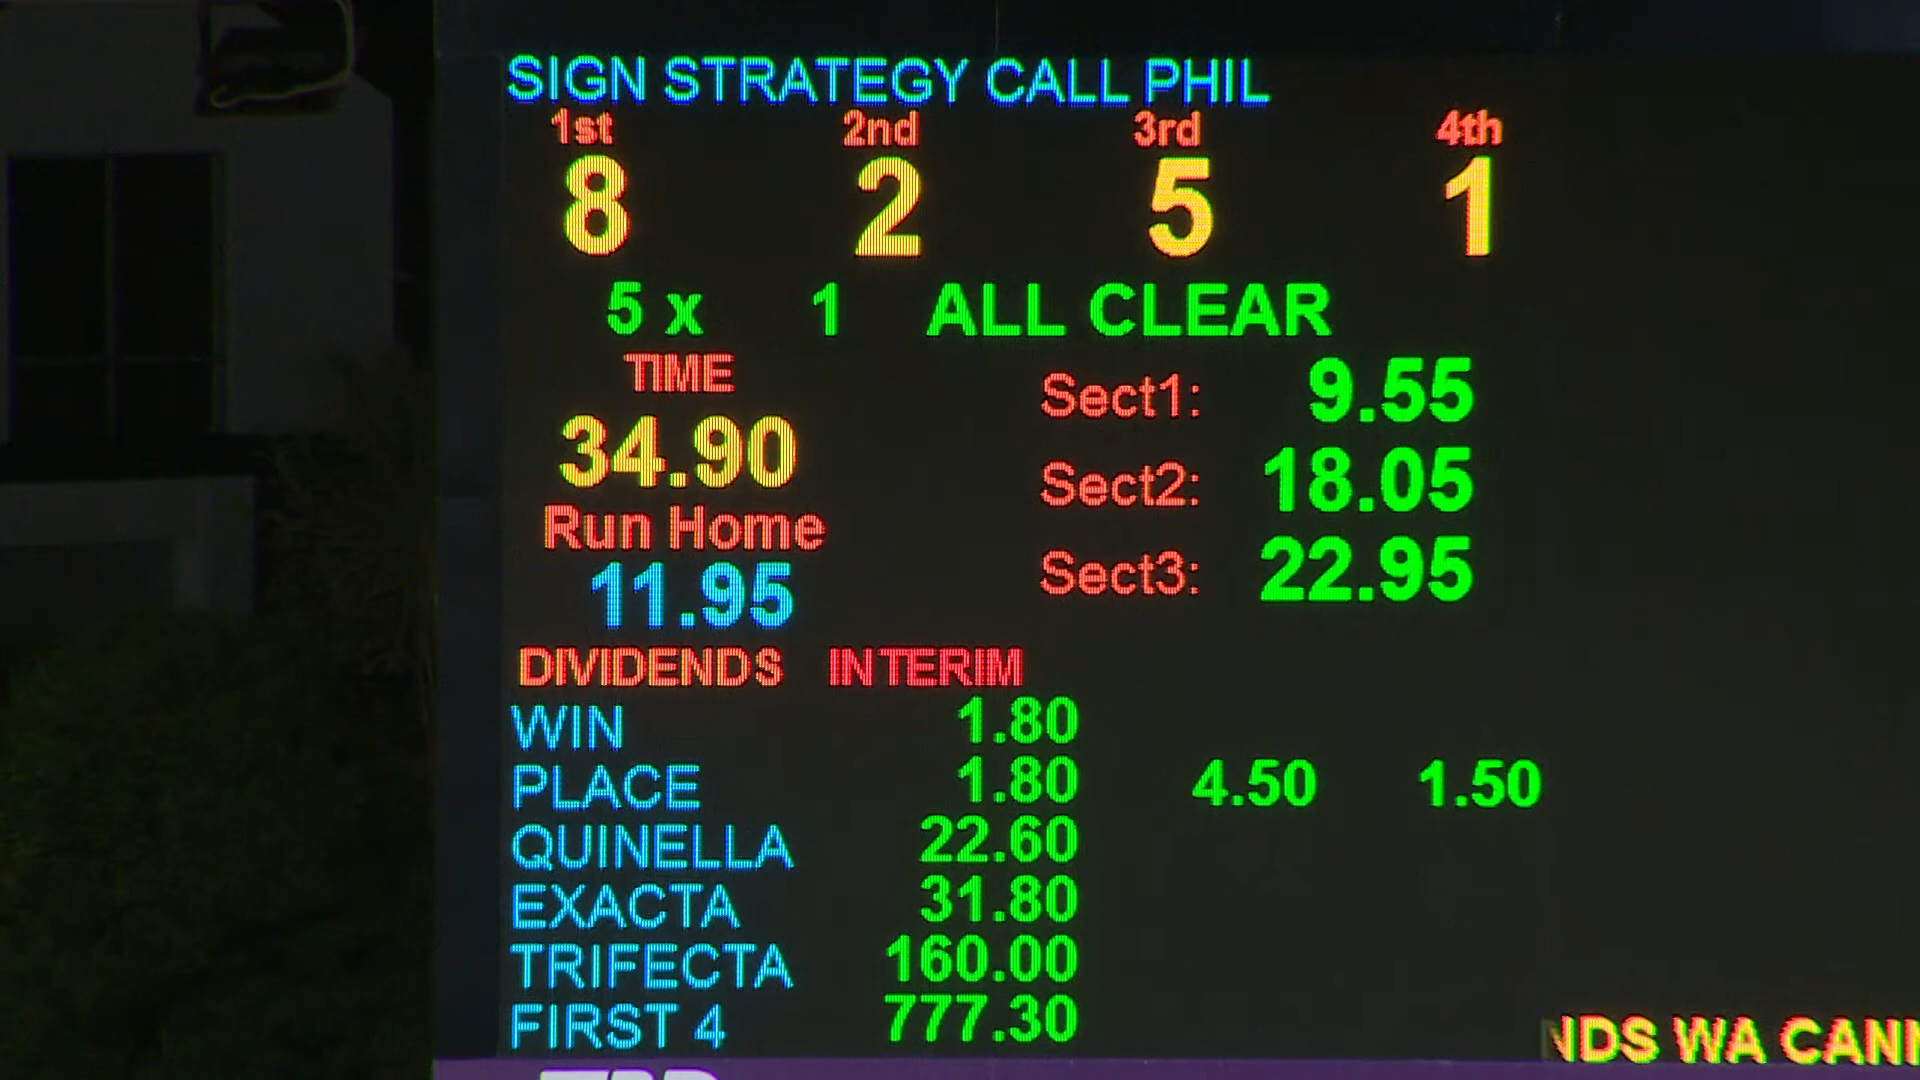 SIGN STRATEGY CALL PHIL
1st 2nd 3rd 4th
8 2 5 1
5 x 1 ALL CLEAR
TIME
34.90
Sect1: 9.55
Sect2: 18.05
Run Home
11.95
Sect3: 22.95
DIVIDENDS INTERIM
WIN 1.80
PLACE 1.80 4.50 1.50
QUINELLA 22.60
EXACTA 31.80
TRIFECTA 160.00
FIRST 4 777.30
NDS WA CANN